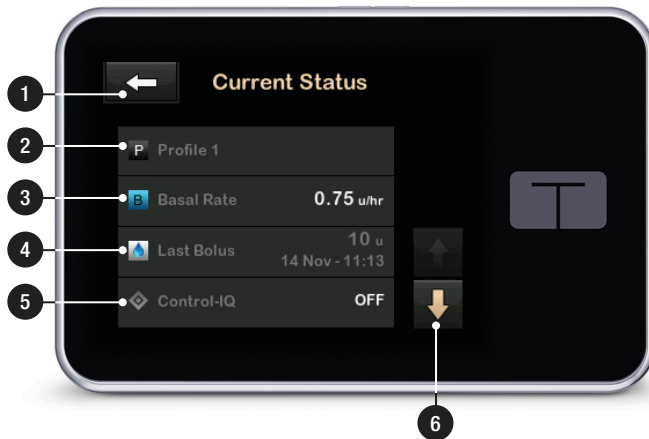 Current Status
1
2
P Profile 1
3
B Basal Rate 0.75 u/hr
4
Last Bolus 10 u
14 Nov - 11:13
5
Control-IQ OFF
6